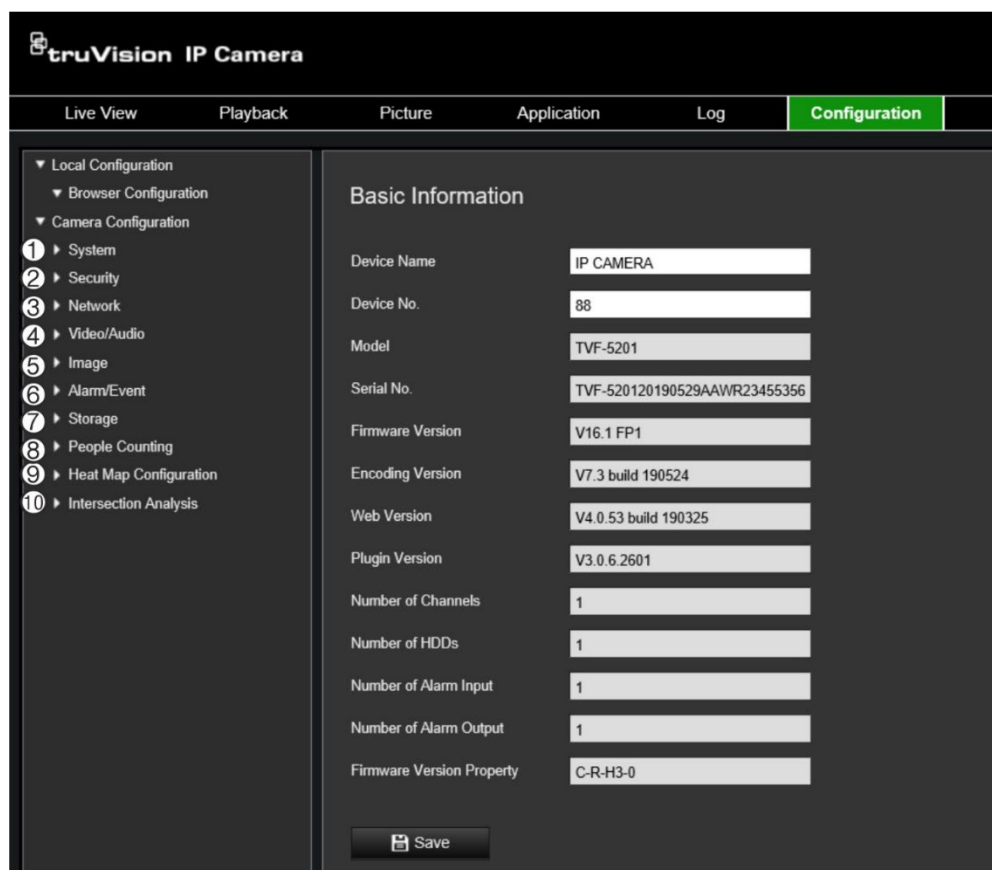 truVision IP Camera
Live View Playback Picture Application Log Configuration
Local Configuration
Browser Configuration
Camera Configuration
1 System
2 Security
3 Network
4 Video/Audio
5 Image
6 Alarm/Event
7 Storage
8 People Counting
9 Heat Map Configuration
10 Intersection Analysis
Basic Information
Device Name IP CAMERA
Device No. 88
Model TVF-5201
Serial No. TVF-520120190529AAWR23455356
Firmware Version V16.1 FP1
Encoding Version V7.3 build 190524
Web Version V4.0.53 build 190325
Plugin Version V3.0.6.2601
Number of Channels 1
Number of HDDs 1
Number of Alarm Input 1
Number of Alarm Output 1
Firmware Version Property C-R-H3-0
Save